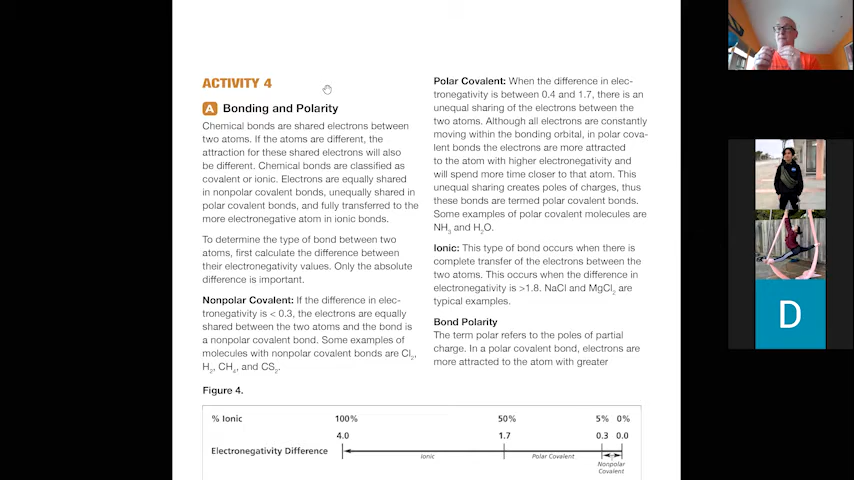 ACTIVITY 4
A Bonding and Polarity
Chemical bonds are shared electrons between
two atoms. If the atoms are different, the
attraction for these shared electrons will also
be different. Chemical bonds are classified as
covalent or ionic. Electrons are equally shared
in nonpolar covalent bonds, unequally shared in
polar covalent bonds, and fully transferred to the
more electronegative atom in ionic bonds.
To determine the type of bond between two
atoms, first calculate the difference between
their electronegativity values. Only the absolute
difference is important.
Nonpolar Covalent: If the difference in elec-
tronegativity is < 0.3, the electrons are equally
shared between the two atoms and the bond is
a nonpolar covalent bond. Some examples of
molecules with nonpolar covalent bonds are Cl₂,
H₂, CH₄, and CS₂.
Polar Covalent: When the difference in elec-
tronegativity is between 0.4 and 1.7, there is an
unequal sharing of the electrons between the
two atoms. Although all electrons are constantly
moving within the bonding orbital, in polar cova-
lent bonds the electrons are more attracted
to the atom with higher electronegativity and
will spend more time closer to that atom. This
unequal sharing creates poles of charges, thus
these bonds are termed polar covalent bonds.
Some examples of polar covalent molecules are
NH₃ and H₂O.
Ionic: This type of bond occurs when there is
complete transfer of the electrons between the
two atoms. This occurs when the difference in
electronegativity is >1.8. NaCl and MgCl₂ are
typical examples.
Bond Polarity
The term polar refers to the poles of partial
charge. In a polar covalent bond, electrons are
more attracted to the atom with greater
Figure 4.
% Ionic 100% 50% 5% 0%
4.0 1.7 0.3 0.0
Electronegativity Difference
Ionic Polar Covalent
Nonpolar
Covalent
D